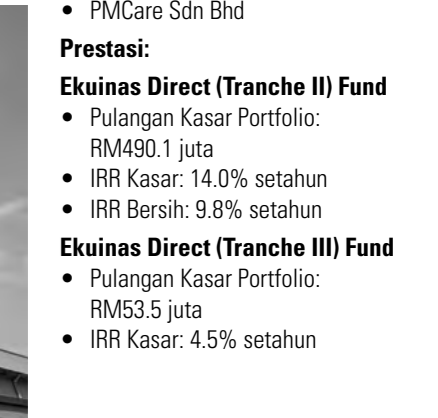 • PMCare Sdn Bhd
Prestasi:
Ekuinas Direct (Tranche II) Fund
• Pulangan Kasar Portfolio:
RM490.1 juta
• IRR Kasar: 14.0% setahun
• IRR Bersih: 9.8% setahun
Ekuinas Direct (Tranche III) Fund
• Pulangan Kasar Portfolio:
RM53.5 juta
• IRR Kasar: 4.5% setahun